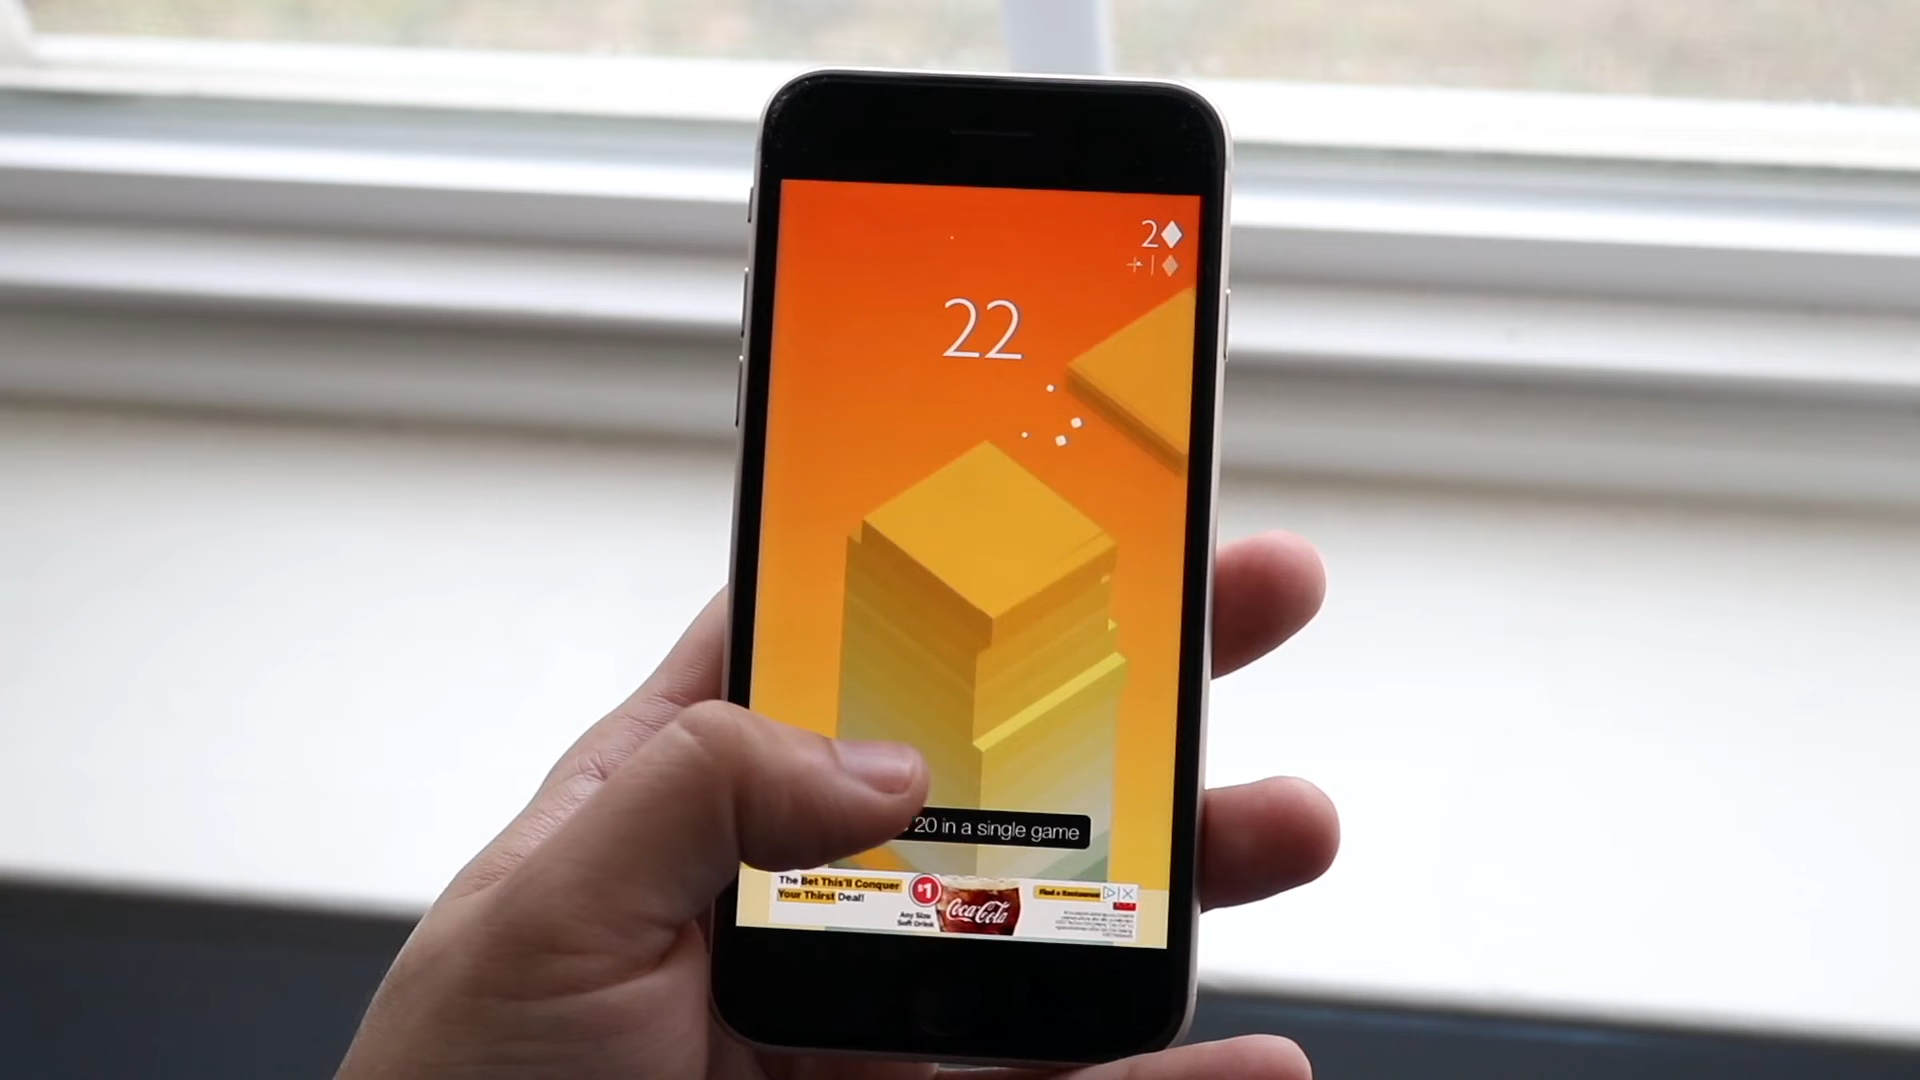 2
+1
22
20 in a single game
The Bet This'll Conquer
Your Thirst Deal!
$1
Any Size
Soft Drink
Coca-Cola
Find a Restaurant